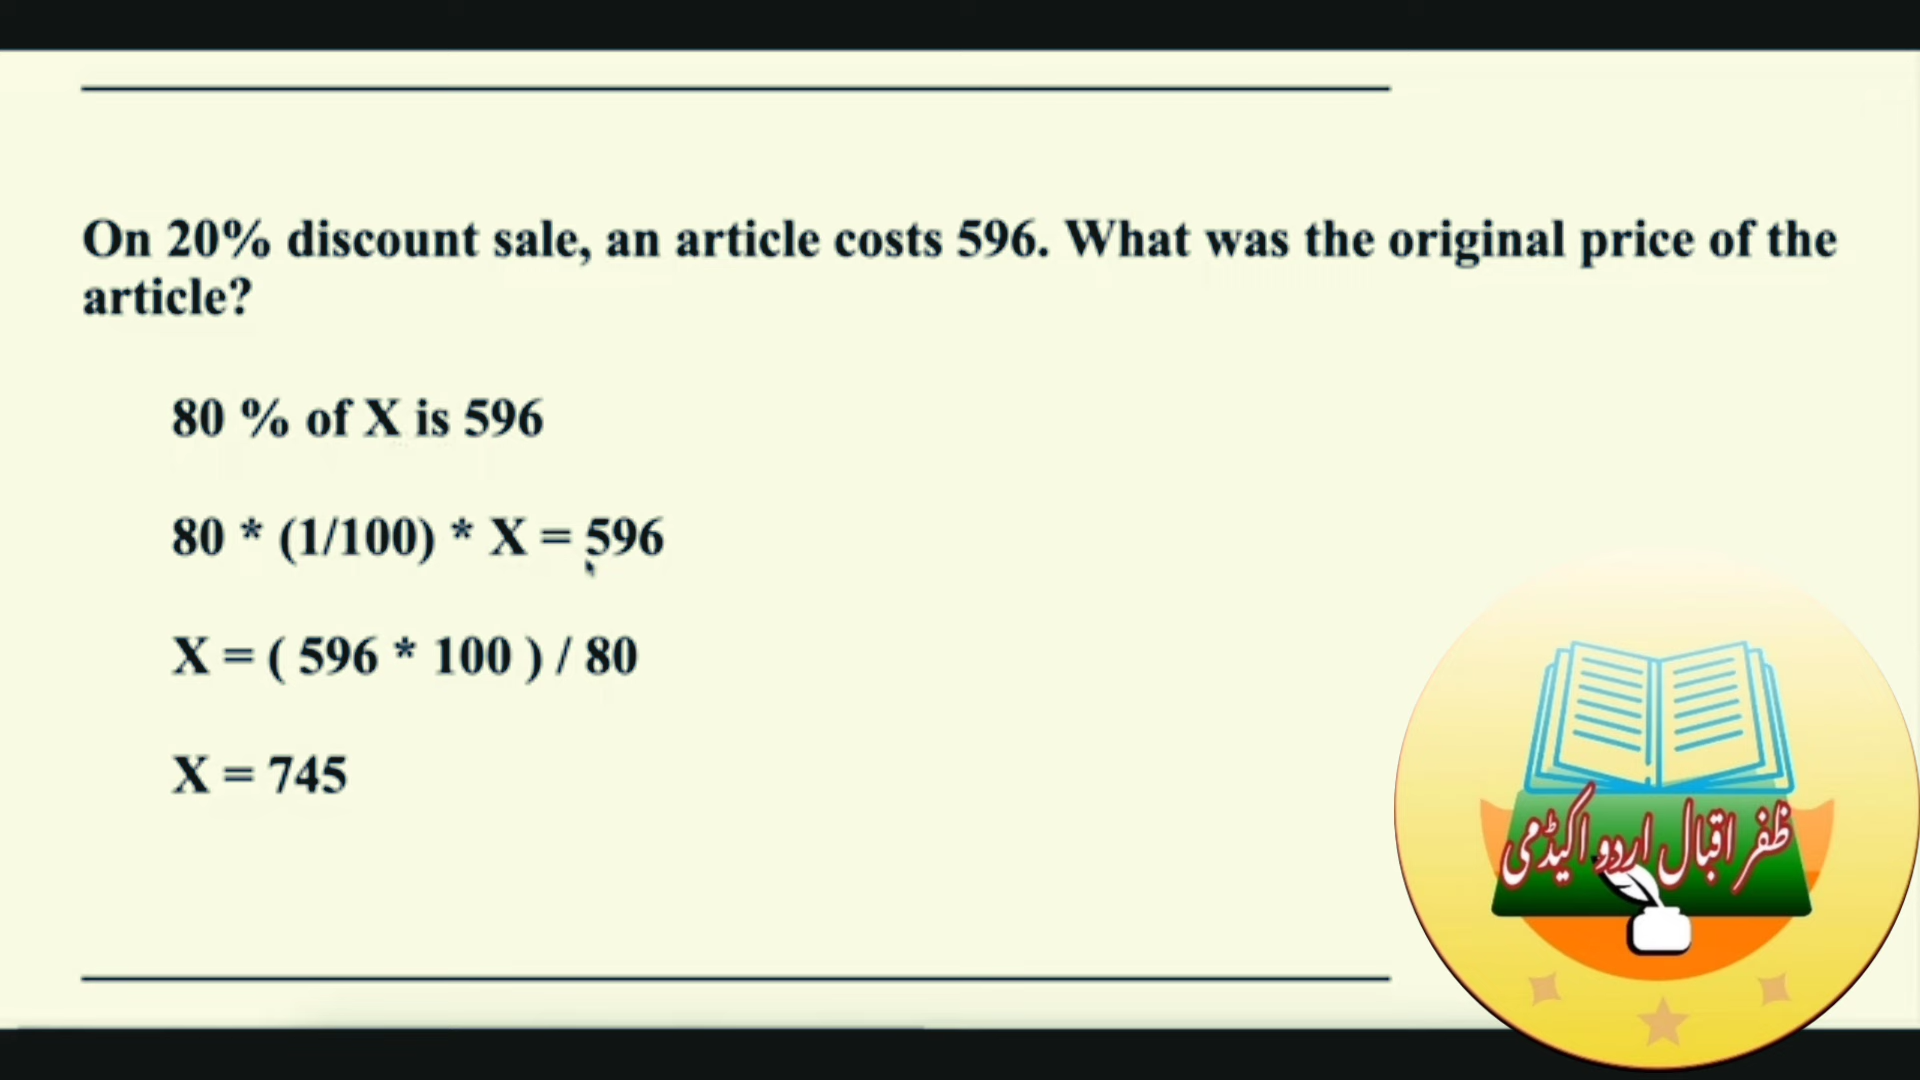 On 20% discount sale, an article costs 596. What was the original price of the
article?
80 % of X is 596
80 * (1/100) * X = 596
X = ( 596 * 100 ) / 80
X = 745
ظفر اقبال اردو اکیڈمی